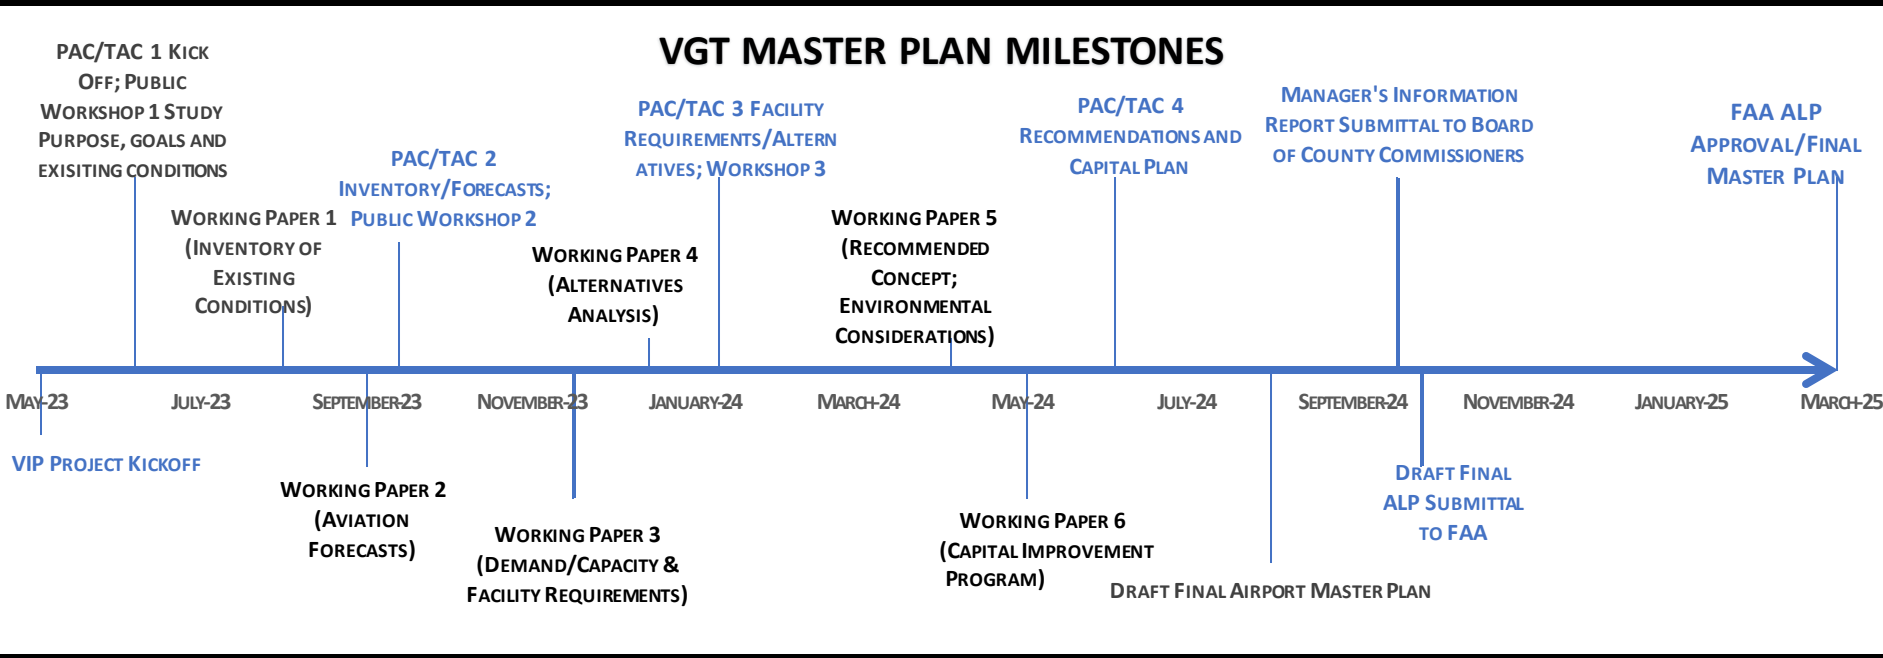 VGT MASTER PLAN MILESTONES
PAC/TAC 1 KICK
OFF; PUBLIC
WORKSHOP 1 STUDY
PURPOSE, GOALS AND
EXISITING CONDITIONS
WORKING PAPER 1
(INVENTORY OF
EXISTING
CONDITIONS)
PAC/TAC 2
INVENTORY/FORECASTS;
PUBLIC WORKSHOP 2
WORKING PAPER 4
(ALTERNATIVES
ANALYSIS)
PAC/TAC 3 FACILITY
REQUIREMENTS/ALTERN
ATIVES; WORKSHOP 3
WORKING PAPER 5
(RECOMMENDED
CONCEPT;
ENVIRONMENTAL
CONSIDERATIONS)
PAC/TAC 4
RECOMMENDATIONS AND
CAPITAL PLAN
MANAGER'S INFORMATION
REPORT SUBMITTAL TO BOARD
OF COUNTY COMMISSIONERS
FAA ALP
APPROVAL/FINAL
MASTER PLAN
MAY-23 JULY-23 SEPTEMBER-23 NOVEMBER-23 JANUARY-24 MARCH-24 MAY-24 JULY-24 SEPTEMBER-24 NOVEMBER-24 JANUARY-25 MARCH-25
VIP PROJECT KICKOFF
WORKING PAPER 2
(AVIATION
FORECASTS)
WORKING PAPER 3
(DEMAND/CAPACITY &
FACILITY REQUIREMENTS)
WORKING PAPER 6
(CAPITAL IMPROVEMENT
PROGRAM)
DRAFT FINAL AIRPORT MASTER PLAN
DRAFT FINAL
ALP SUBMITTAL
TO FAA